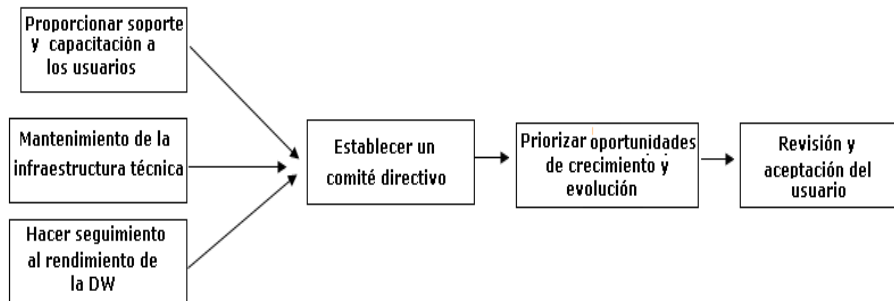 Proporcionar soporte
y capacitación a
los usuarios
Mantenimiento de la
infraestructura técnica
Hacer seguimiento
al rendimiento de
la DW
Establecer un
comité directivo
Priorizar oportunidades
de crecimiento y
evolución
Revisión y
aceptación del
usuario